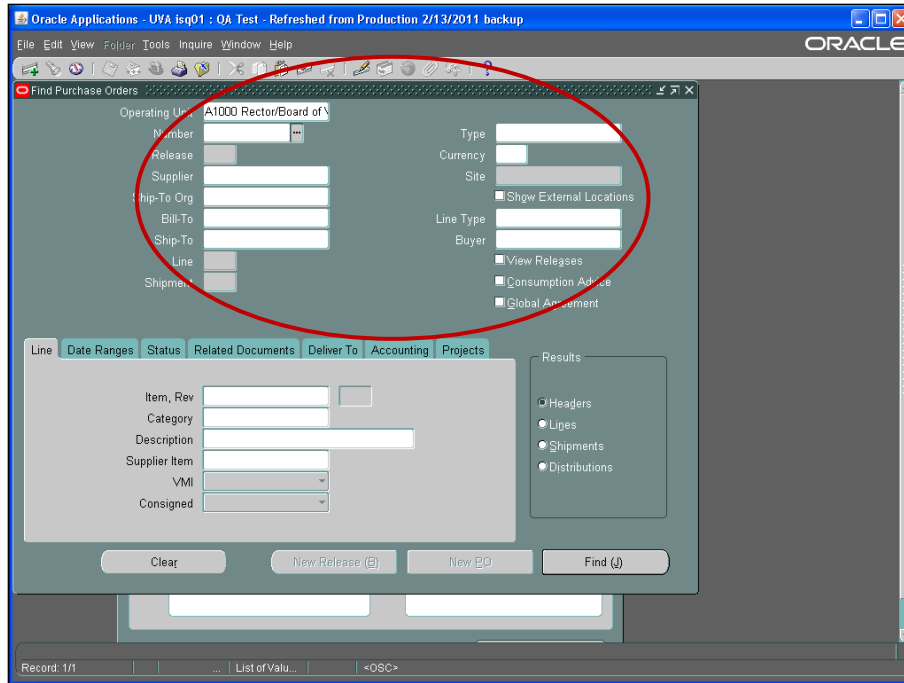 Oracle Applications - UVA isq01 : QA Test - Refreshed from Production 2/13/2011 backup
File Edit View Folder Tools Inquire Window Help
ORACLE
Find Purchase Orders
Operating Unit A1000 Rector/Board of V
Number ... Type
Release Currency
Supplier Site
Ship-To Org Show External Locations
Bill-To Line Type
Ship-To Buyer
Line View Releases
Shipment Consumption Advice
Global Agreement
Line Date Ranges Status Related Documents Deliver To Accounting Projects
Results
Item, Rev
Category
Description
Supplier Item
VMI
Consigned
Headers
Lines
Shipments
Distributions
Clear New Release (B) New PO Find (J)
Record: 1/1 ... List of Valu... <OSC>